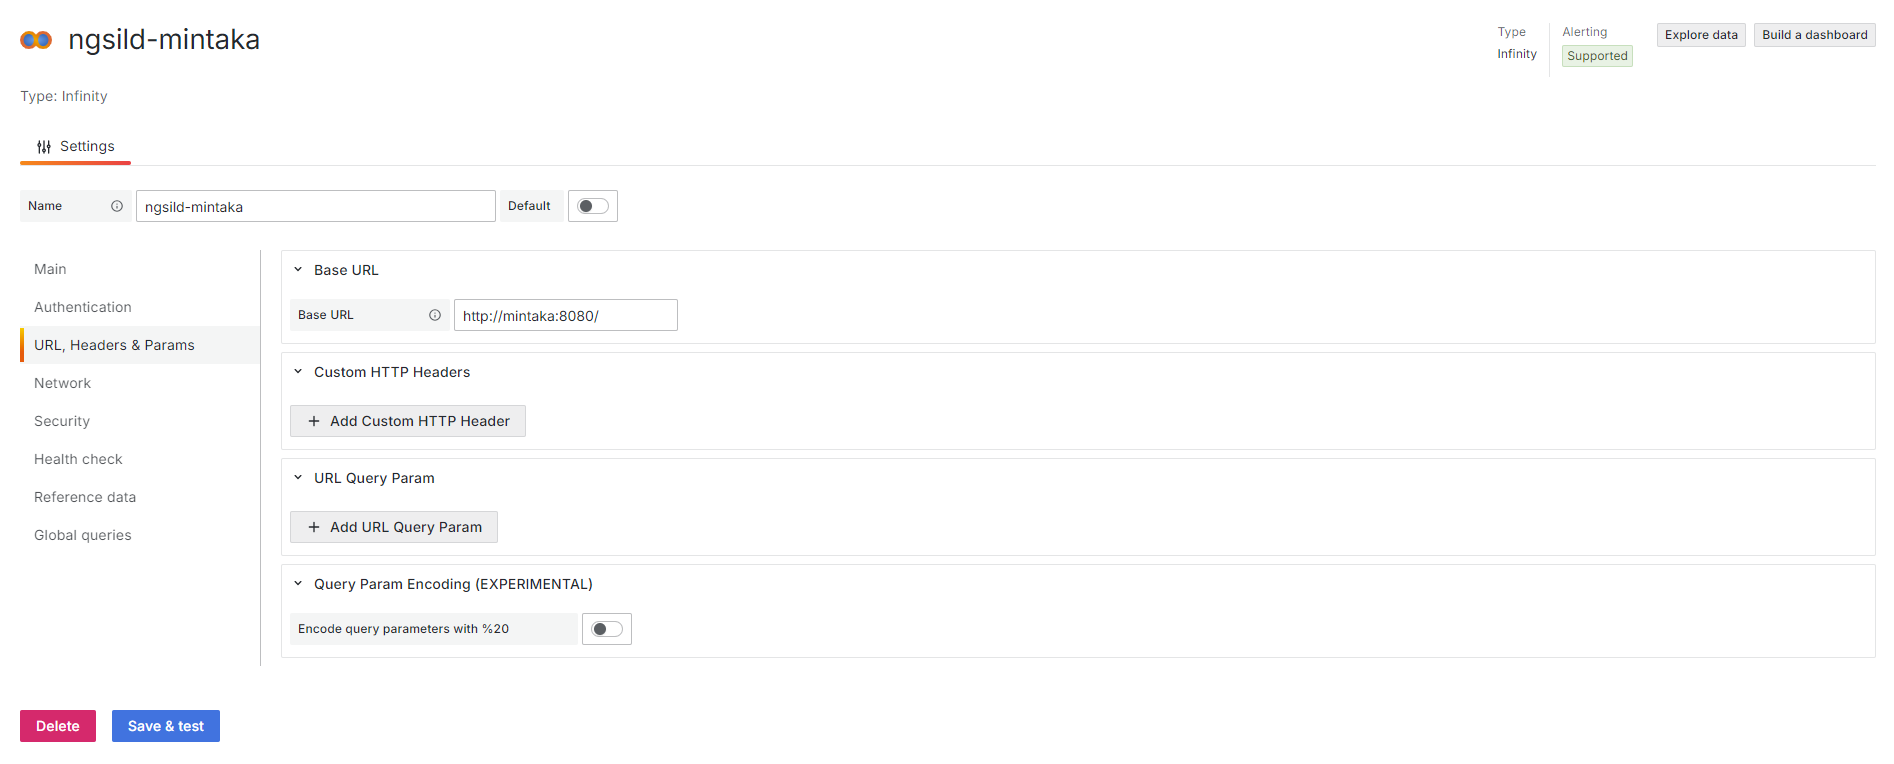 ngsild-mintaka
Type
Infinity
Alerting
Supported
Explore data
Build a dashboard
Type: Infinity
Settings
Name
ngsild-mintaka
Default
Main
Authentication
URL, Headers & Params
Network
Security
Health check
Reference data
Global queries
Base URL
Base URL
http://mintaka:8080/
Custom HTTP Headers
Add Custom HTTP Header
URL Query Param
Add URL Query Param
Query Param Encoding (EXPERIMENTAL)
Encode query parameters with %20
Delete
Save & test